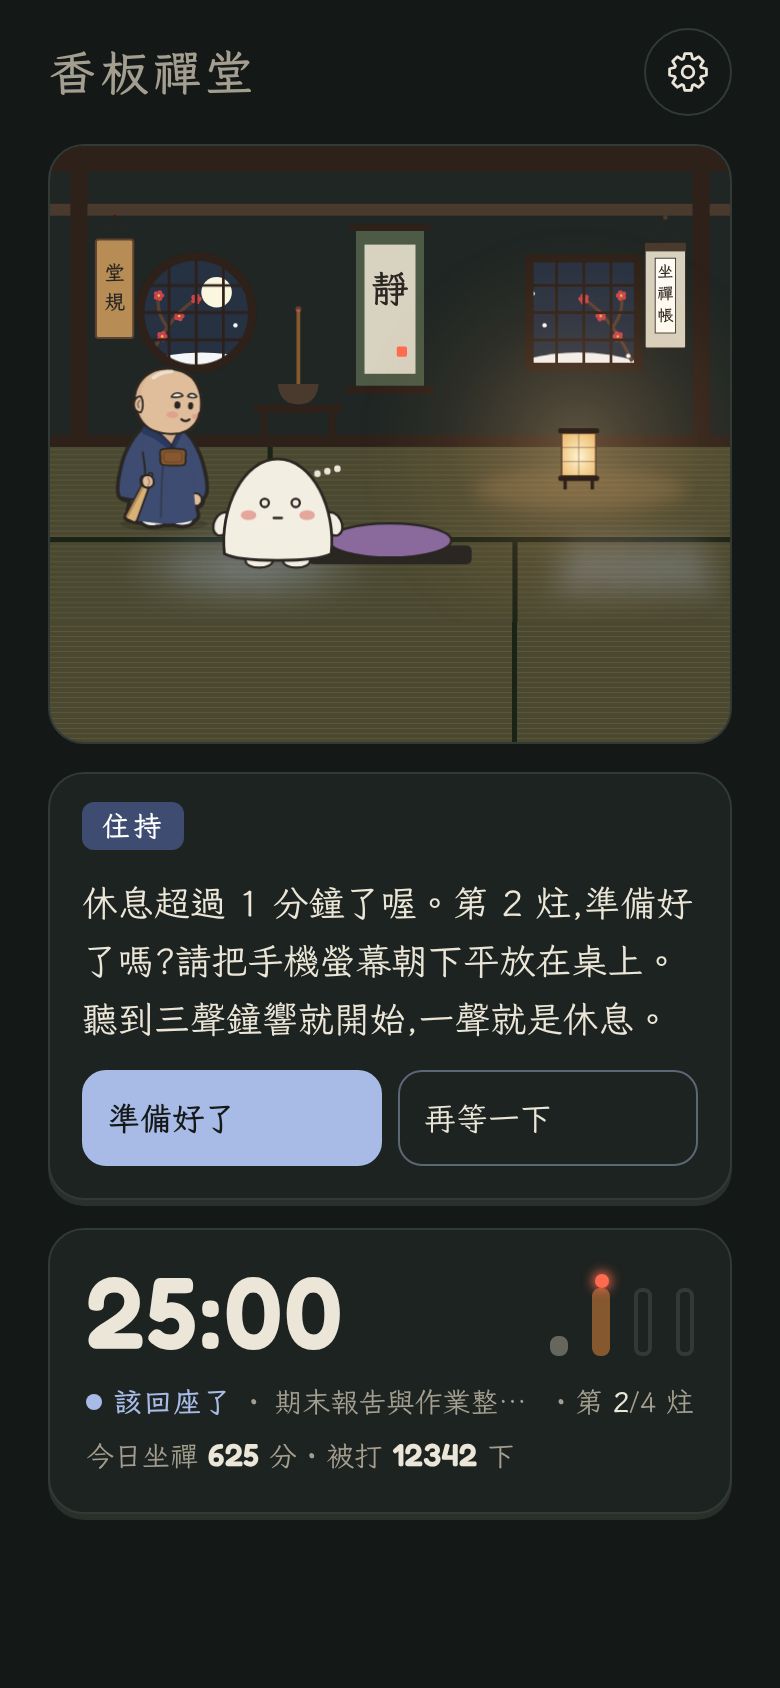 香板禪堂
堂規
靜
坐禪帳
住持
休息超過 1 分鐘了喔。第 2 炷,準備好
了嗎?請把手機螢幕朝下平放在桌上。
聽到三聲鐘響就開始,一聲就是休息。
準備好了
再等一下
25:00
該回座了 · 期末報告與作業整⋯ · 第 2/4 炷
今日坐禪 625 分 · 被打 12342 下